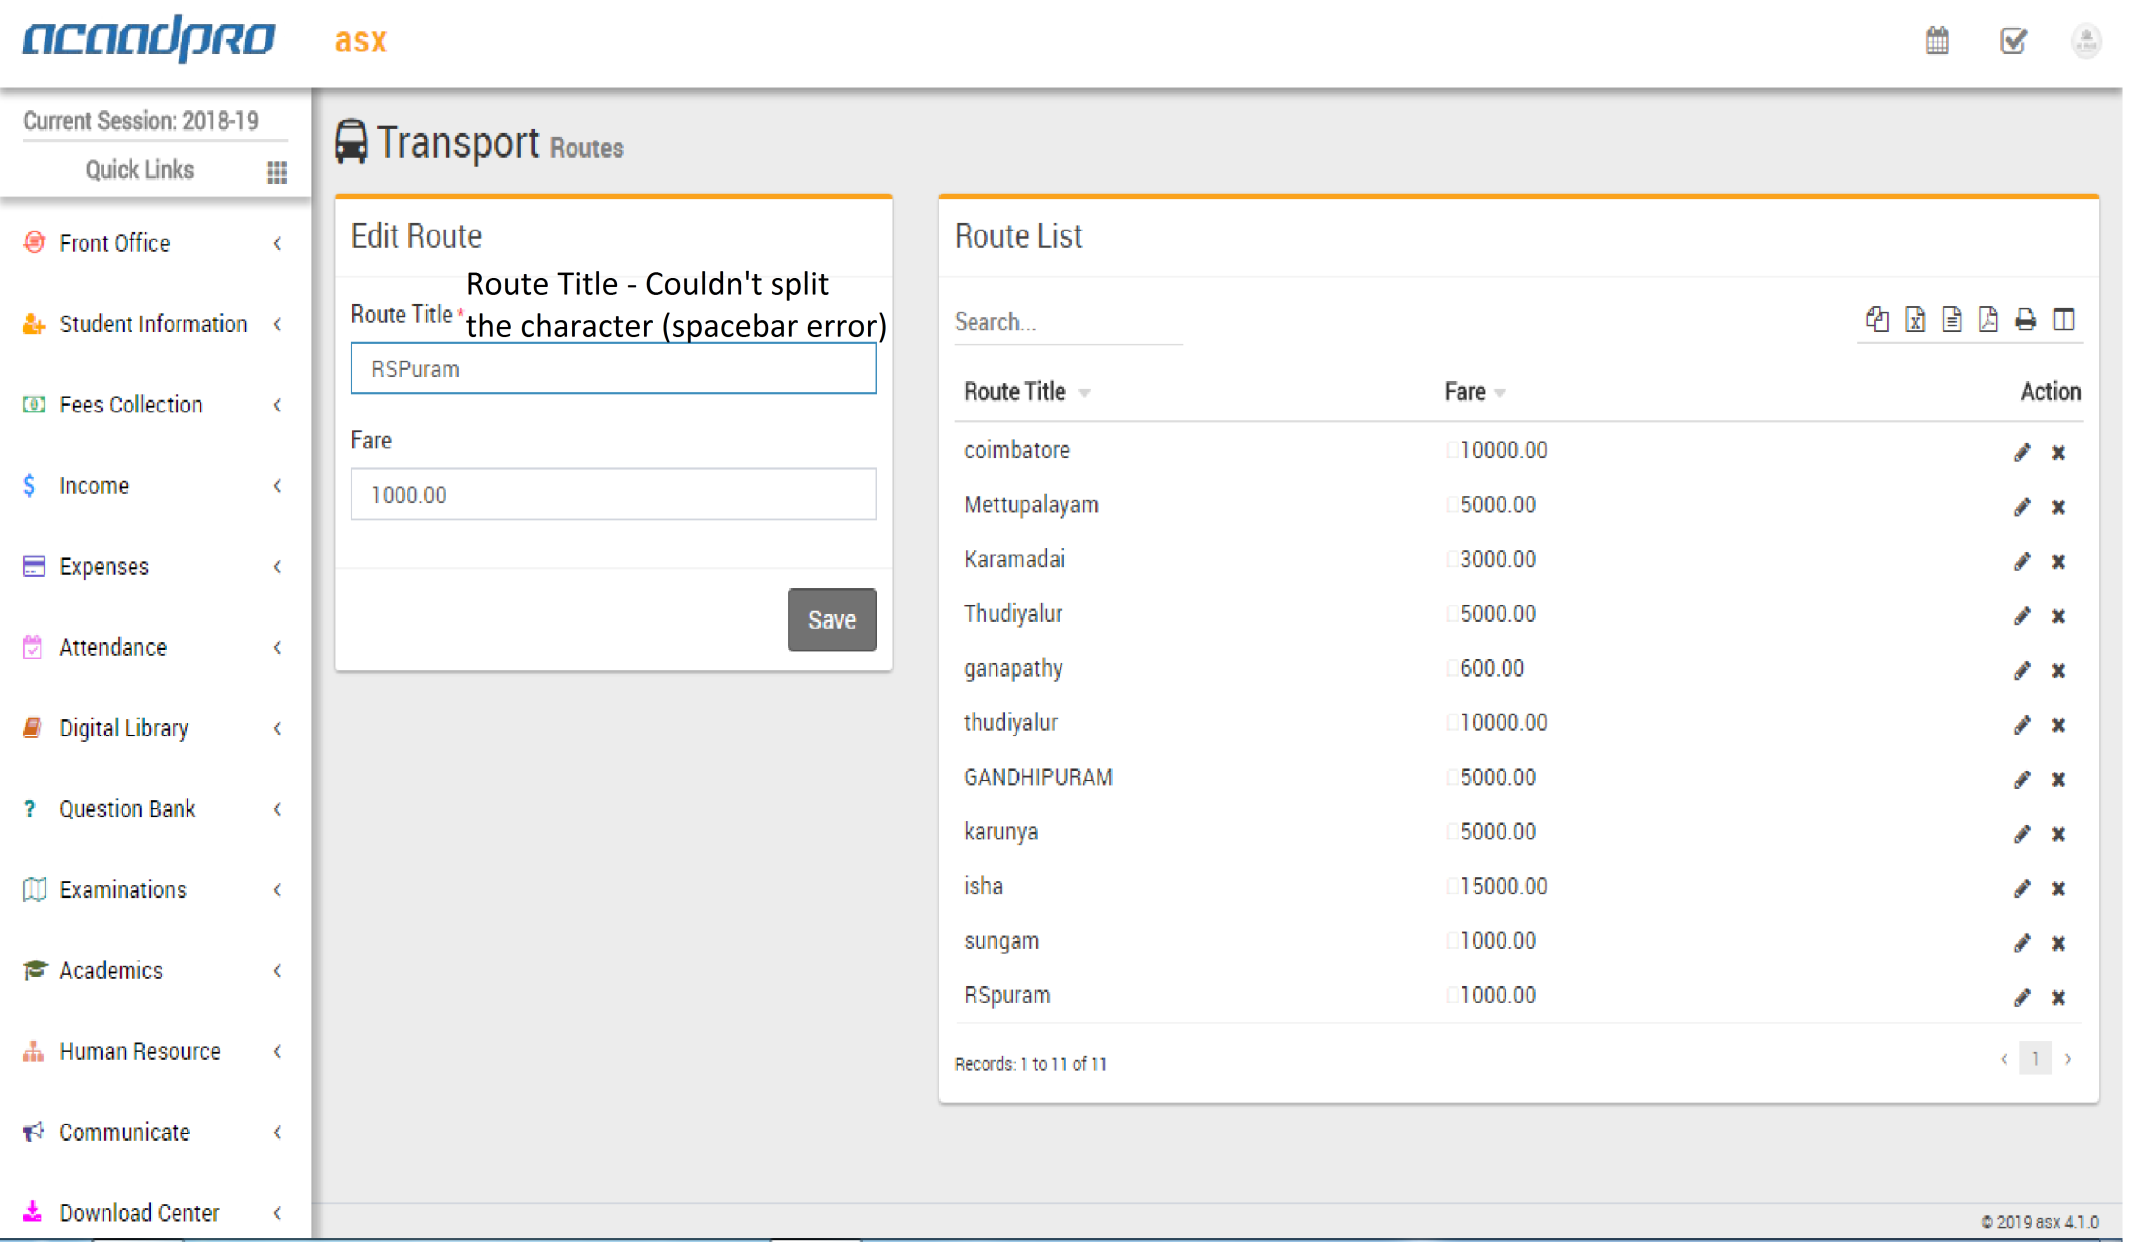 acaadpro
asx
Current Session: 2018-19
Quick Links
Front Office
Student Information
Fees Collection
Income
Expenses
Attendance
Digital Library
Question Bank
Examinations
Academics
Human Resource
Communicate
Download Center
Transport Routes
Edit Route
Route Title - Couldn't split
the character (spacebar error)
Route Title *
RSPuram
Fare
1000.00
Save
Route List
Search...
Route Title Fare Action
coimbatore 10000.00
Mettupalayam 5000.00
Karamadai 3000.00
Thudiyalur 5000.00
ganapathy 600.00
thudiyalur 10000.00
GANDHIPURAM 5000.00
karunya 5000.00
isha 15000.00
sungam 1000.00
RSpuram 1000.00
Records: 1 to 11 of 11
1
© 2019 asx 4.1.0